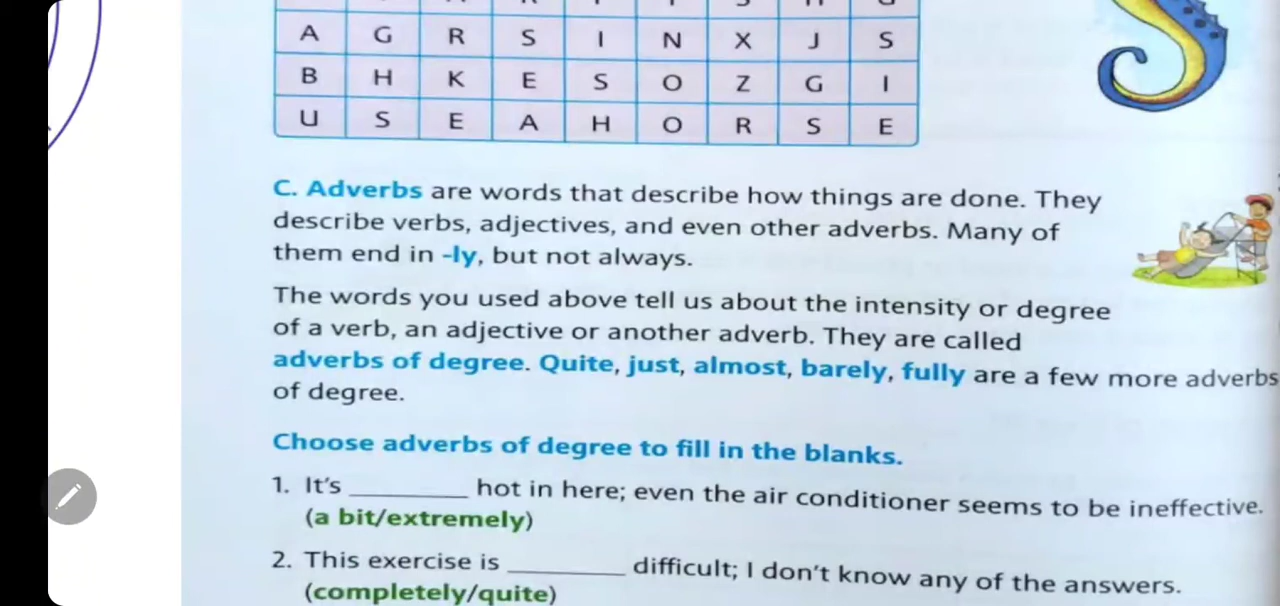 A G R S I N X J S
B H K E S O Z G I
U S E A H O R S E
C. Adverbs are words that describe how things are done. They
describe verbs, adjectives, and even other adverbs. Many of
them end in -ly, but not always.
The words you used above tell us about the intensity or degree
of a verb, an adjective or another adverb. They are called
adverbs of degree. Quite, just, almost, barely, fully are a few more adverbs
of degree.
Choose adverbs of degree to fill in the blanks.
1. It's ________ hot in here; even the air conditioner seems to be ineffective.
(a bit/extremely)
2. This exercise is ________ difficult; I don't know any of the answers.
(completely/quite)